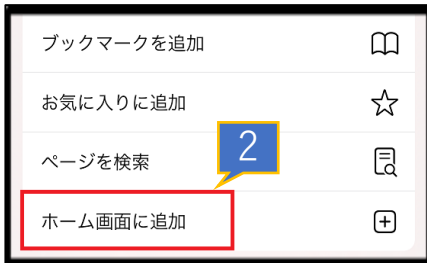 ブックマークを追加
お気に入りに追加
ページを検索
2
ホーム画面に追加